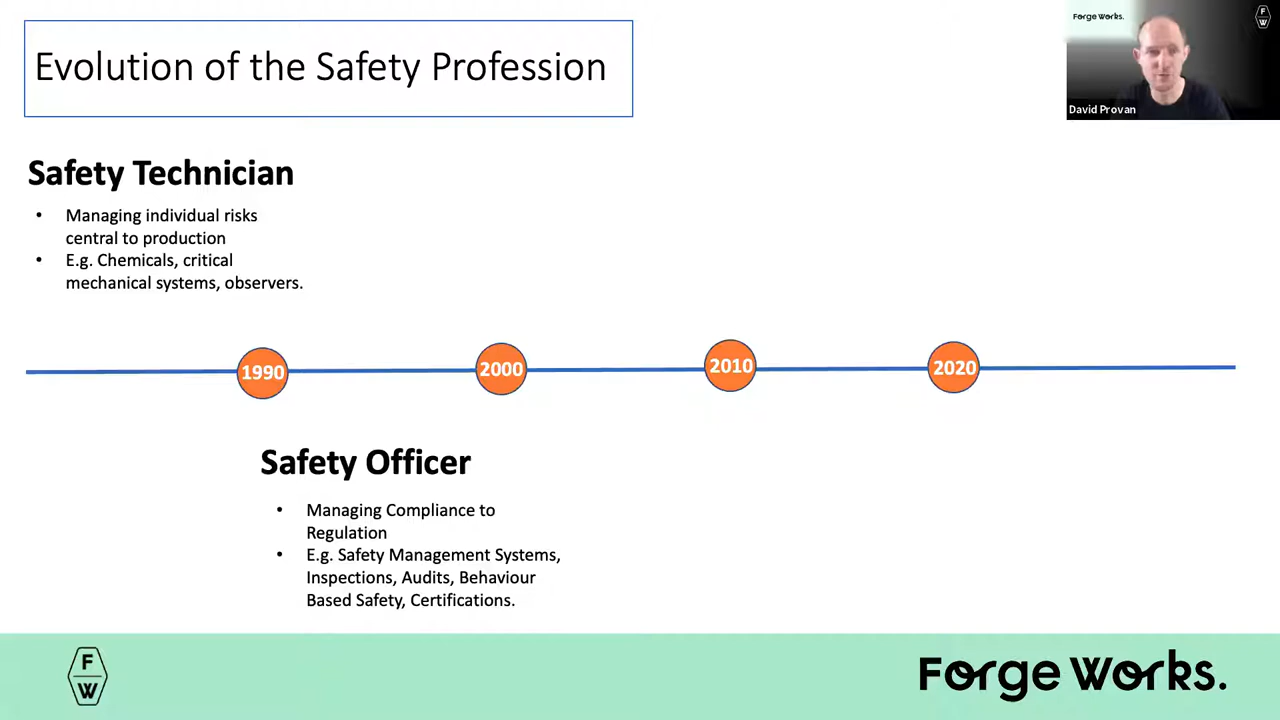 Evolution of the Safety Profession
Forge Works.
F
W
David Provan
Safety Technician
• Managing individual risks
central to production
• E.g. Chemicals, critical
mechanical systems, observers.
1990
2000
2010
2020
Safety Officer
• Managing Compliance to
Regulation
• E.g. Safety Management Systems,
Inspections, Audits, Behaviour
Based Safety, Certifications.
F
W
Forge Works.